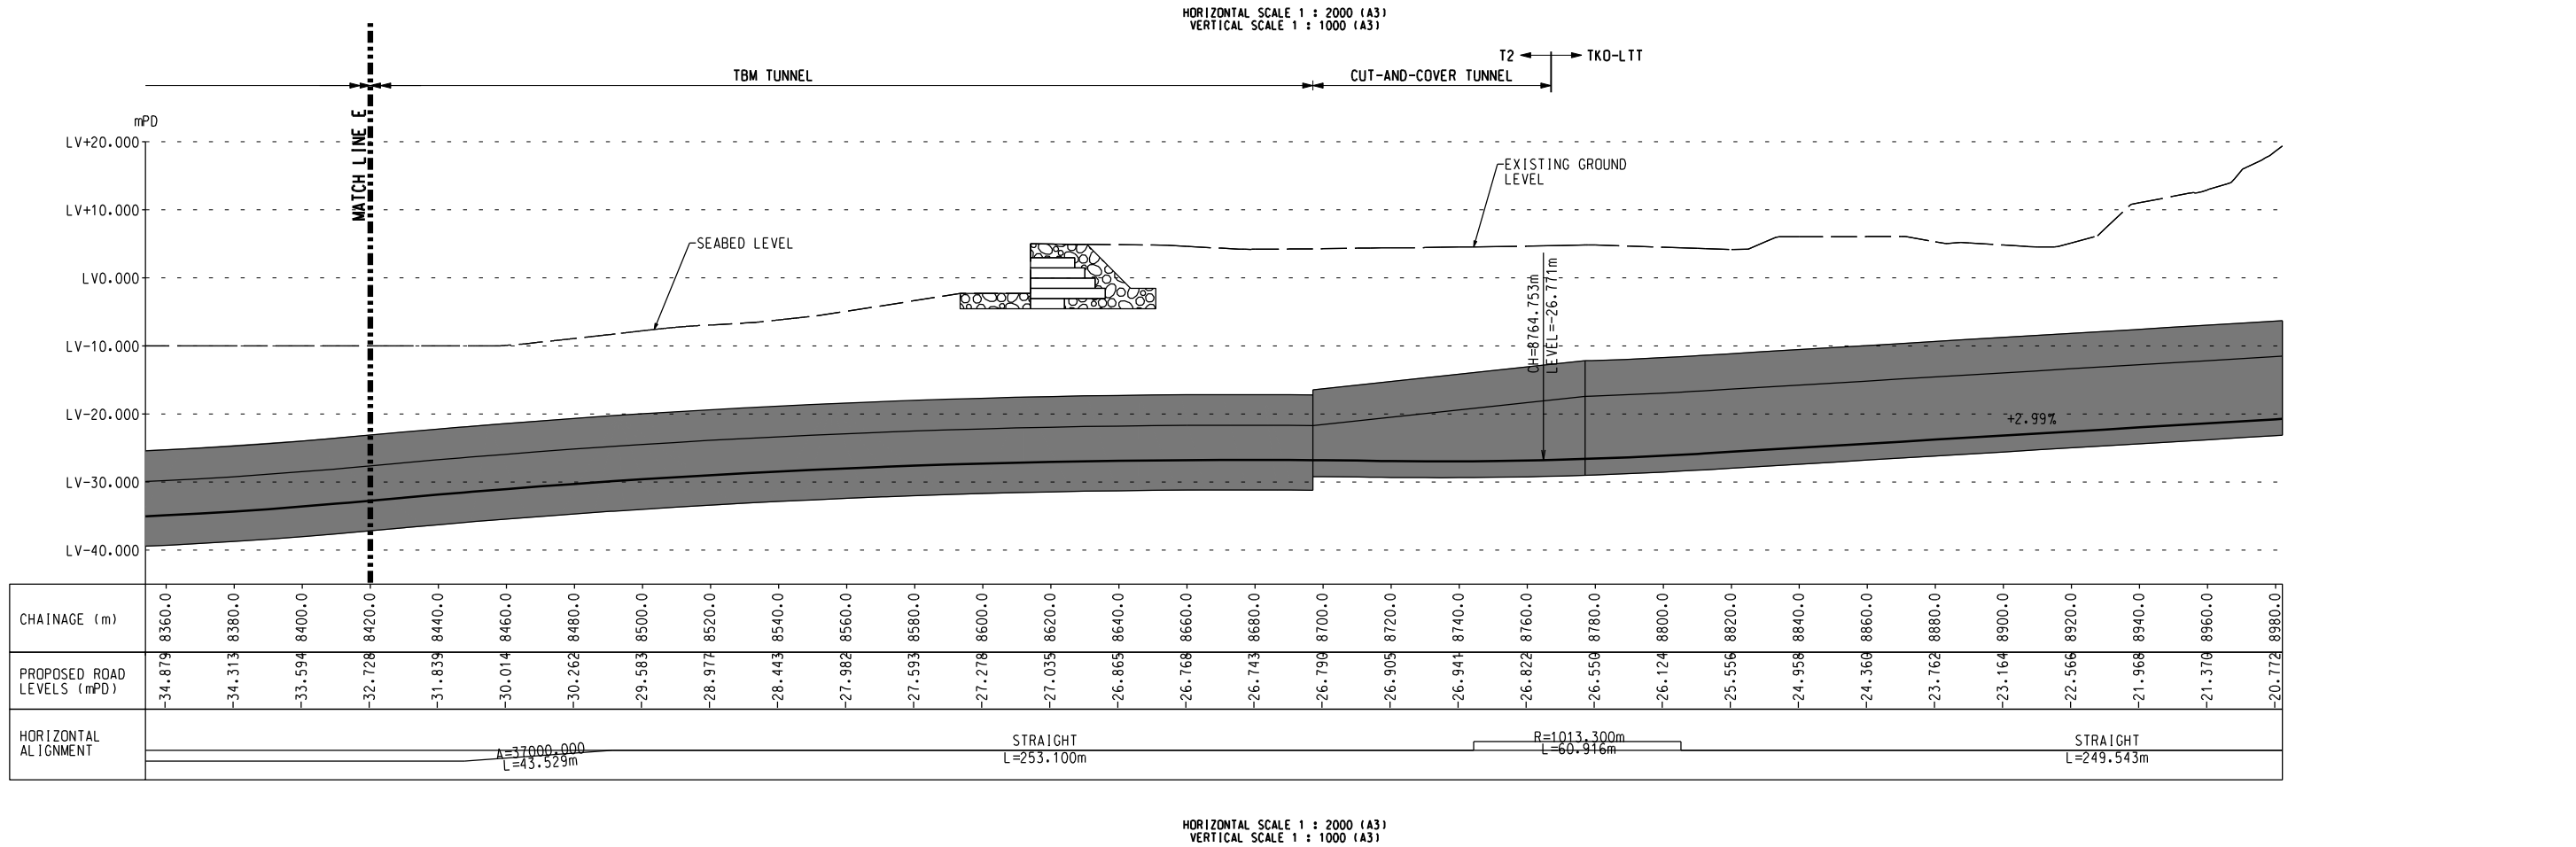 HORIZONTAL SCALE 1 : 2000 (A3)
VERTICAL SCALE 1 : 1000 (A3)
T2
TKO-LTT
TBM TUNNEL
CUT-AND-COVER TUNNEL
MATCH LINE E
mPD
LV+20.000
LV+10.000
LV0.000
LV-10.000
LV-20.000
LV-30.000
LV-40.000
SEABED LEVEL
EXISTING GROUND
LEVEL
CH=8764.753m
LEVEL=-26.771m
+2.99%
CHAINAGE (m)
8360.0 8380.0 8400.0 8420.0 8440.0 8460.0 8480.0 8500.0 8520.0 8540.0 8560.0 8580.0 8600.0 8620.0 8640.0 8660.0 8680.0 8700.0 8720.0 8740.0 8760.0 8780.0 8800.0 8820.0 8840.0 8860.0 8880.0 8900.0 8920.0 8940.0 8960.0 8980.0
PROPOSED ROAD
LEVELS (mPD)
-34.879 -34.313 -33.594 -32.728 -31.839 -30.014 -30.262 -29.583 -28.977 -28.443 -27.982 -27.593 -27.278 -27.035 -26.865 -26.768 -26.743 -26.790 -26.905 -26.941 -26.822 -26.550 -26.124 -25.556 -24.958 -24.360 -23.762 -23.164 -22.566 -21.968 -21.370 -20.772
HORIZONTAL
ALIGNMENT
A=37000.000
L=43.529m
STRAIGHT
L=253.100m
R=1013.300m
L=60.916m
STRAIGHT
L=249.543m
HORIZONTAL SCALE 1 : 2000 (A3)
VERTICAL SCALE 1 : 1000 (A3)